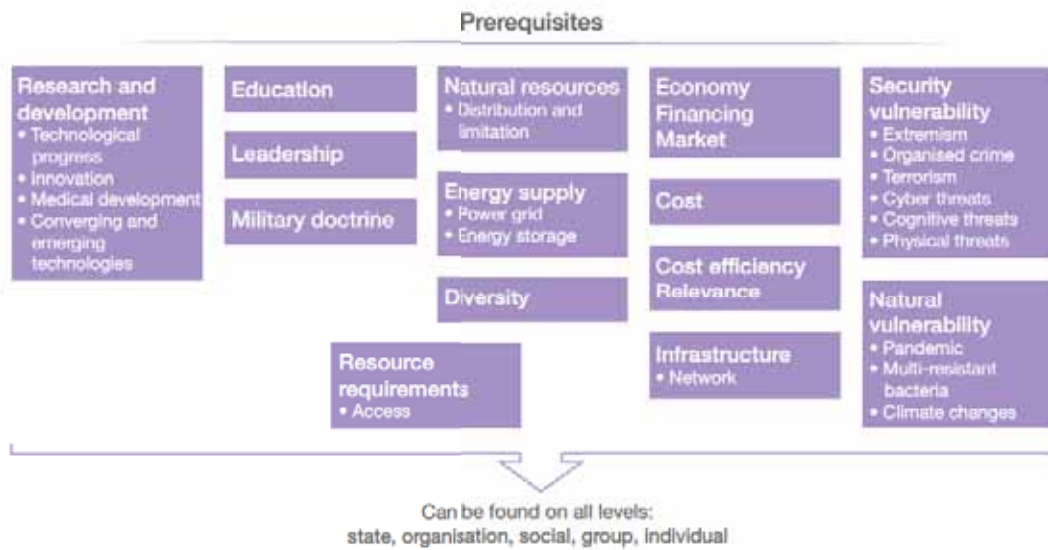 Prerequisites
Research and
development
• Technological
progress
• Innovation
• Medical development
• Converging and
emerging
technologies
Education
Leadership
Military doctrine
Natural resources
• Distribution and
limitation
Energy supply
• Power grid
• Energy storage
Diversity
Resource
requirements
• Access
Economy
Financing
Market
Cost
Cost efficiency
Relevance
Infrastructure
• Network
Security
vulnerability
• Extremism
• Organised crime
• Terrorism
• Cyber threats
• Cognitive threats
• Physical threats
Natural
vulnerability
• Pandemic
• Multi-resistant
bacteria
• Climate changes
Can be found on all levels:
state, organisation, social, group, individual